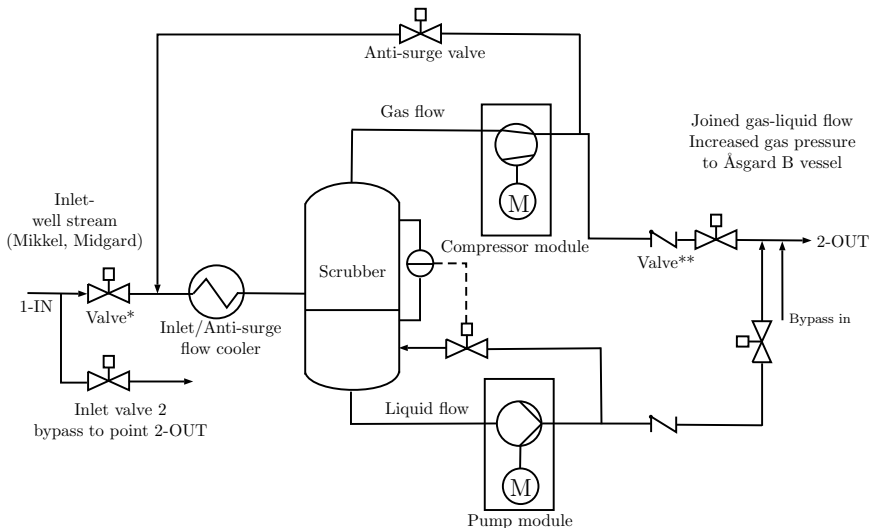 Anti-surge valve
Gas flow
Joined gas-liquid flow
Increased gas pressure
to Åsgard B vessel
Inlet-
well stream
(Mikkel, Midgard)
M
Compressor module
2-OUT
Scrubber
Valve**
1-IN
Valve*
Inlet/Anti-surge
flow cooler
Bypass in
Inlet valve 2
bypass to point 2-OUT
Liquid flow
M
Pump module